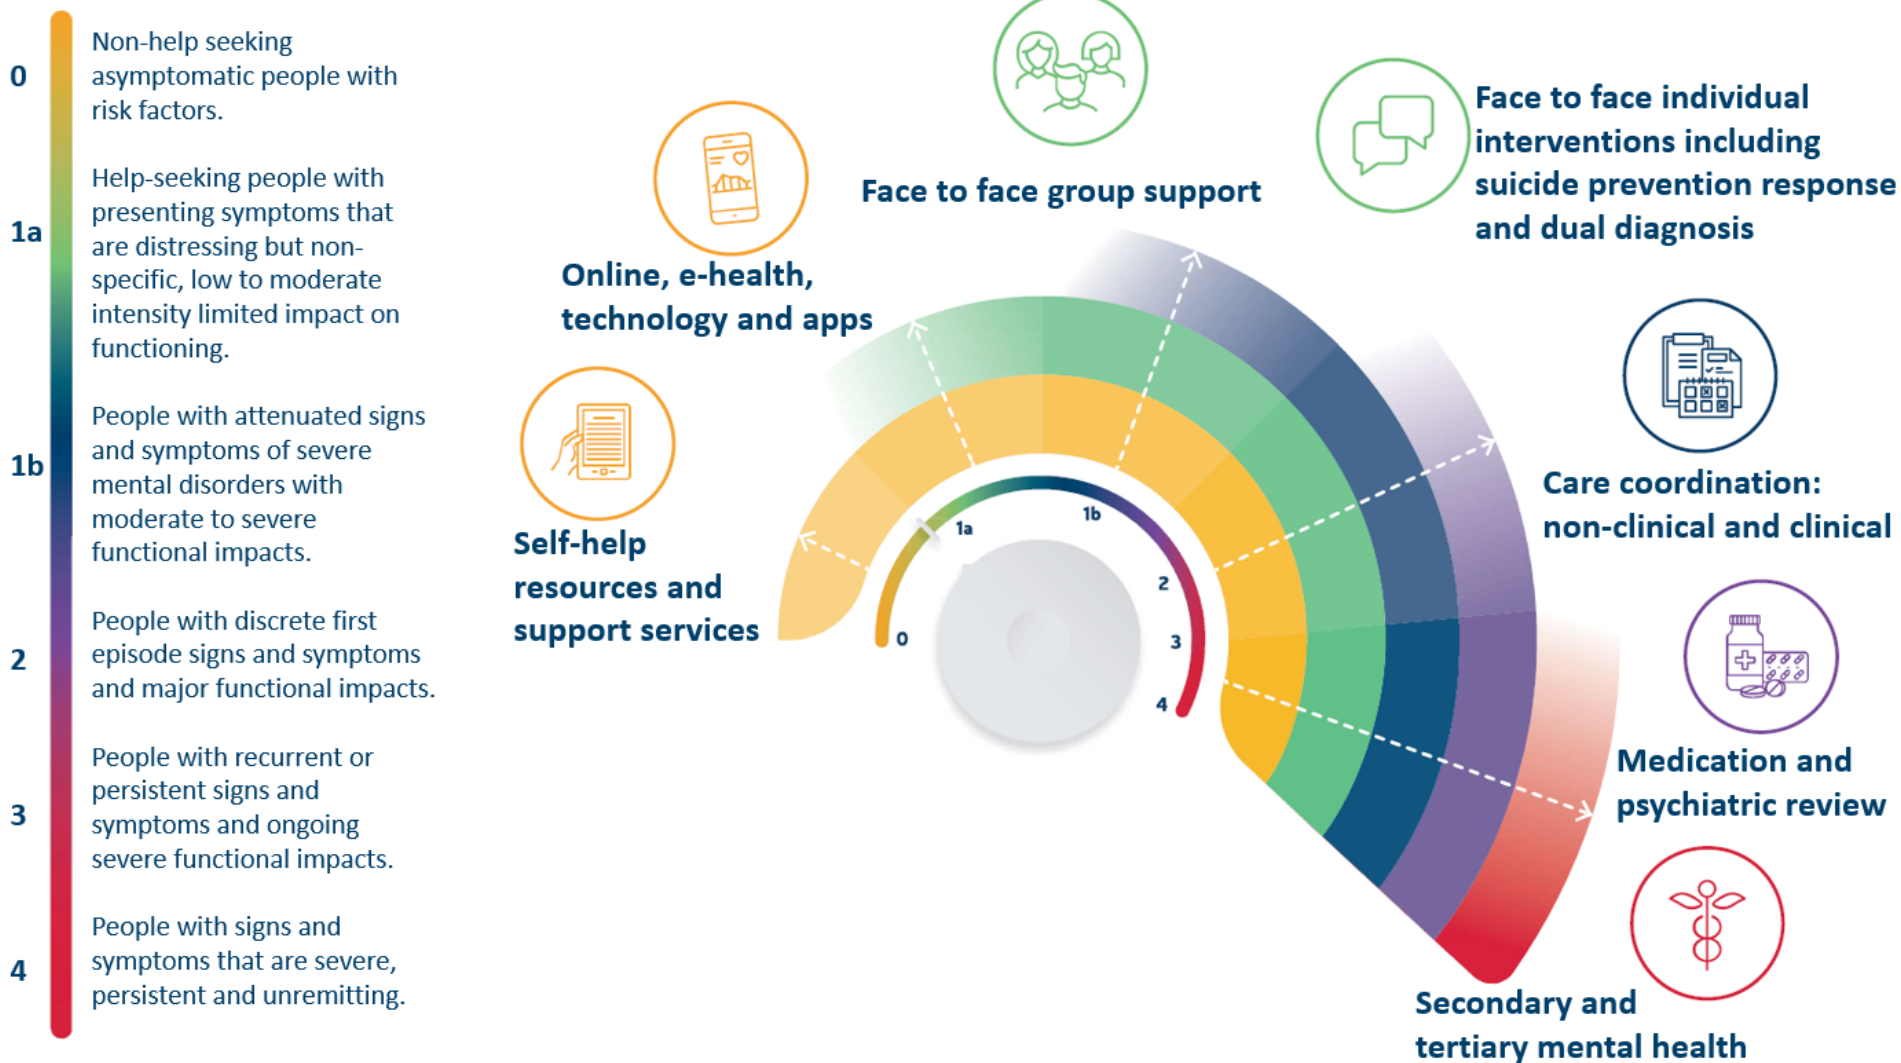 0
Non-help seeking
asymptomatic people with
risk factors.
1a
Help-seeking people with
presenting symptoms that
are distressing but non-
specific, low to moderate
intensity limited impact on
functioning.
1b
People with attenuated signs
and symptoms of severe
mental disorders with
moderate to severe
functional impacts.
2
People with discrete first
episode signs and symptoms
and major functional impacts.
3
People with recurrent or
persistent signs and
symptoms and ongoing
severe functional impacts.
4
People with signs and
symptoms that are severe,
persistent and unremitting.
Self-help
resources and
support services
Online, e-health,
technology and apps
Face to face group support
Face to face individual
interventions including
suicide prevention response
and dual diagnosis
Care coordination:
non-clinical and clinical
Medication and
psychiatric review
Secondary and
tertiary mental health
0
1a
1b
2
3
4